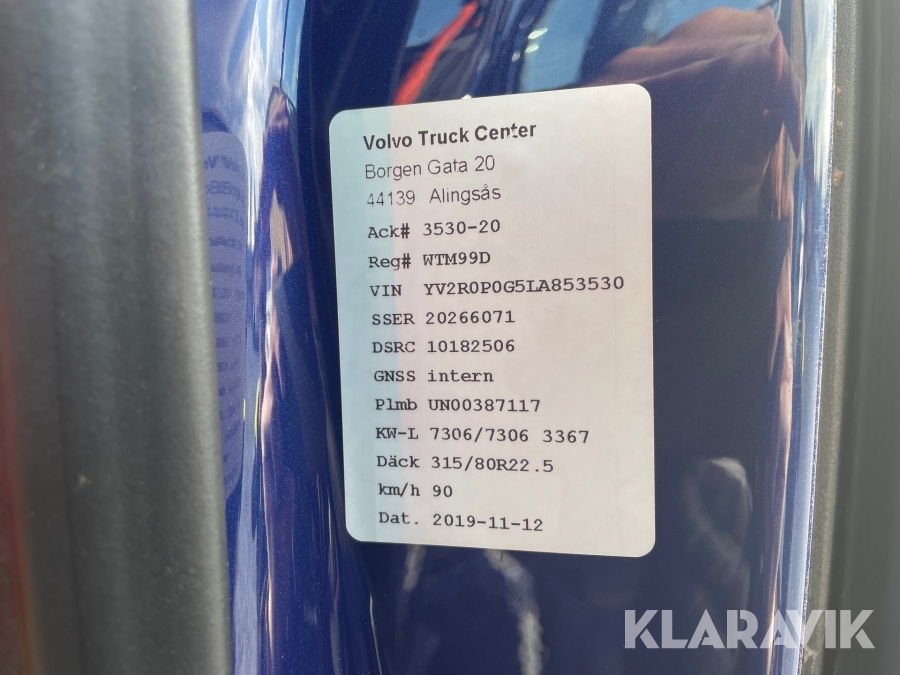 Volvo Truck Center
Borgen Gata 20
44139 Alingsås
Ack# 3530-20
Reg# WTM99D
VIN YV2R0P0G5LA853530
SSER 20266071
DSRC 10182506
GNSS intern
Plmb UN00387117
KW-L 7306/7306 3367
Däck 315/80R22.5
km/h 90
Dat. 2019-11-12
KLARAVIK